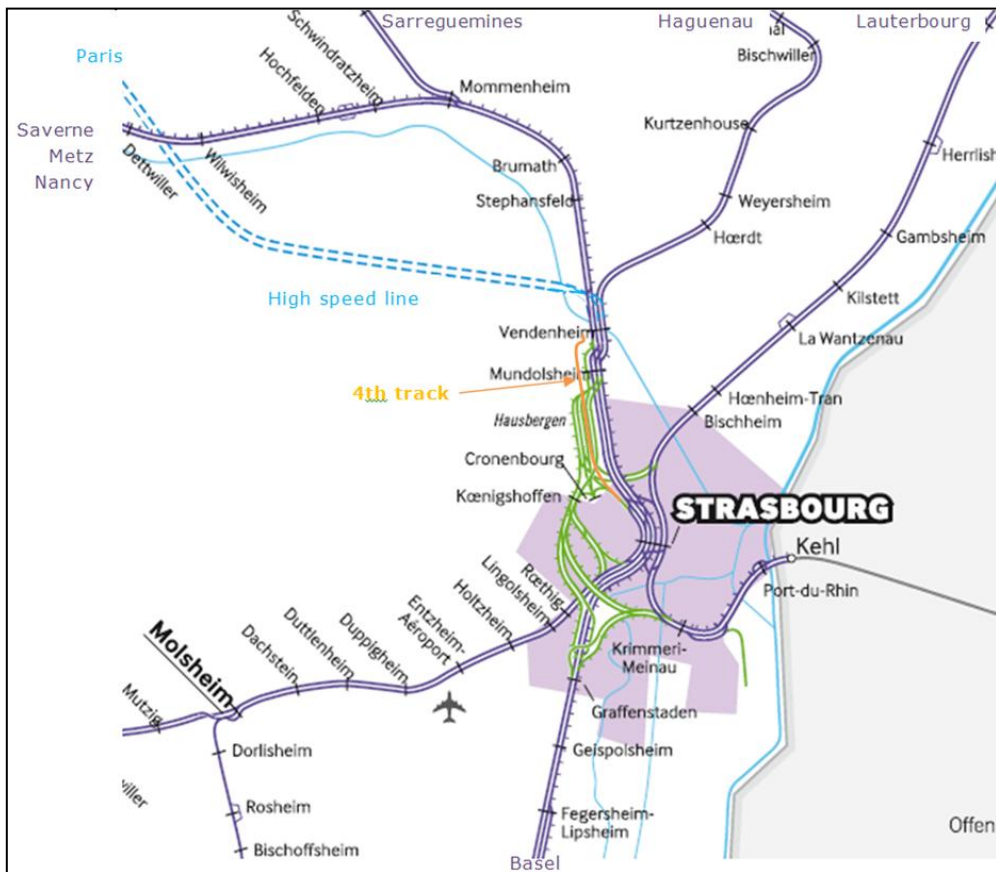 Sarreguemines
Haguenau
Lauterbourg
Schwindratzheim
Bischwiller
Paris
Hochfelden
Mommenheim
Kurtzenhouse
Saverne
Metz
Nancy
Dettwiller
Wilwisheim
Brumath
Herrlish
Stephansfeld
Weyersheim
Hœrdt
Gambsheim
High speed line
Kilstett
Vendenheim
La Wantzenau
Mundolsheim
4th track
Hœnheim-Tran
Hausbergen
Bischheim
Cronenbourg
Kœnigshoffen
STRASBOURG
Kehl
Port-du-Rhin
Rœthig
Lingolsheim
Holtzheim
Entzheim-
Aéroport
Duppigheim
Duttlenheim
Dachstein
Molsheim
Mutzig
Krimmeri-
Meinau
Graffenstaden
Dorlisheim
Geispolsheim
Rosheim
Fegersheim-
Lipsheim
Offen
Bischoffsheim
Basel